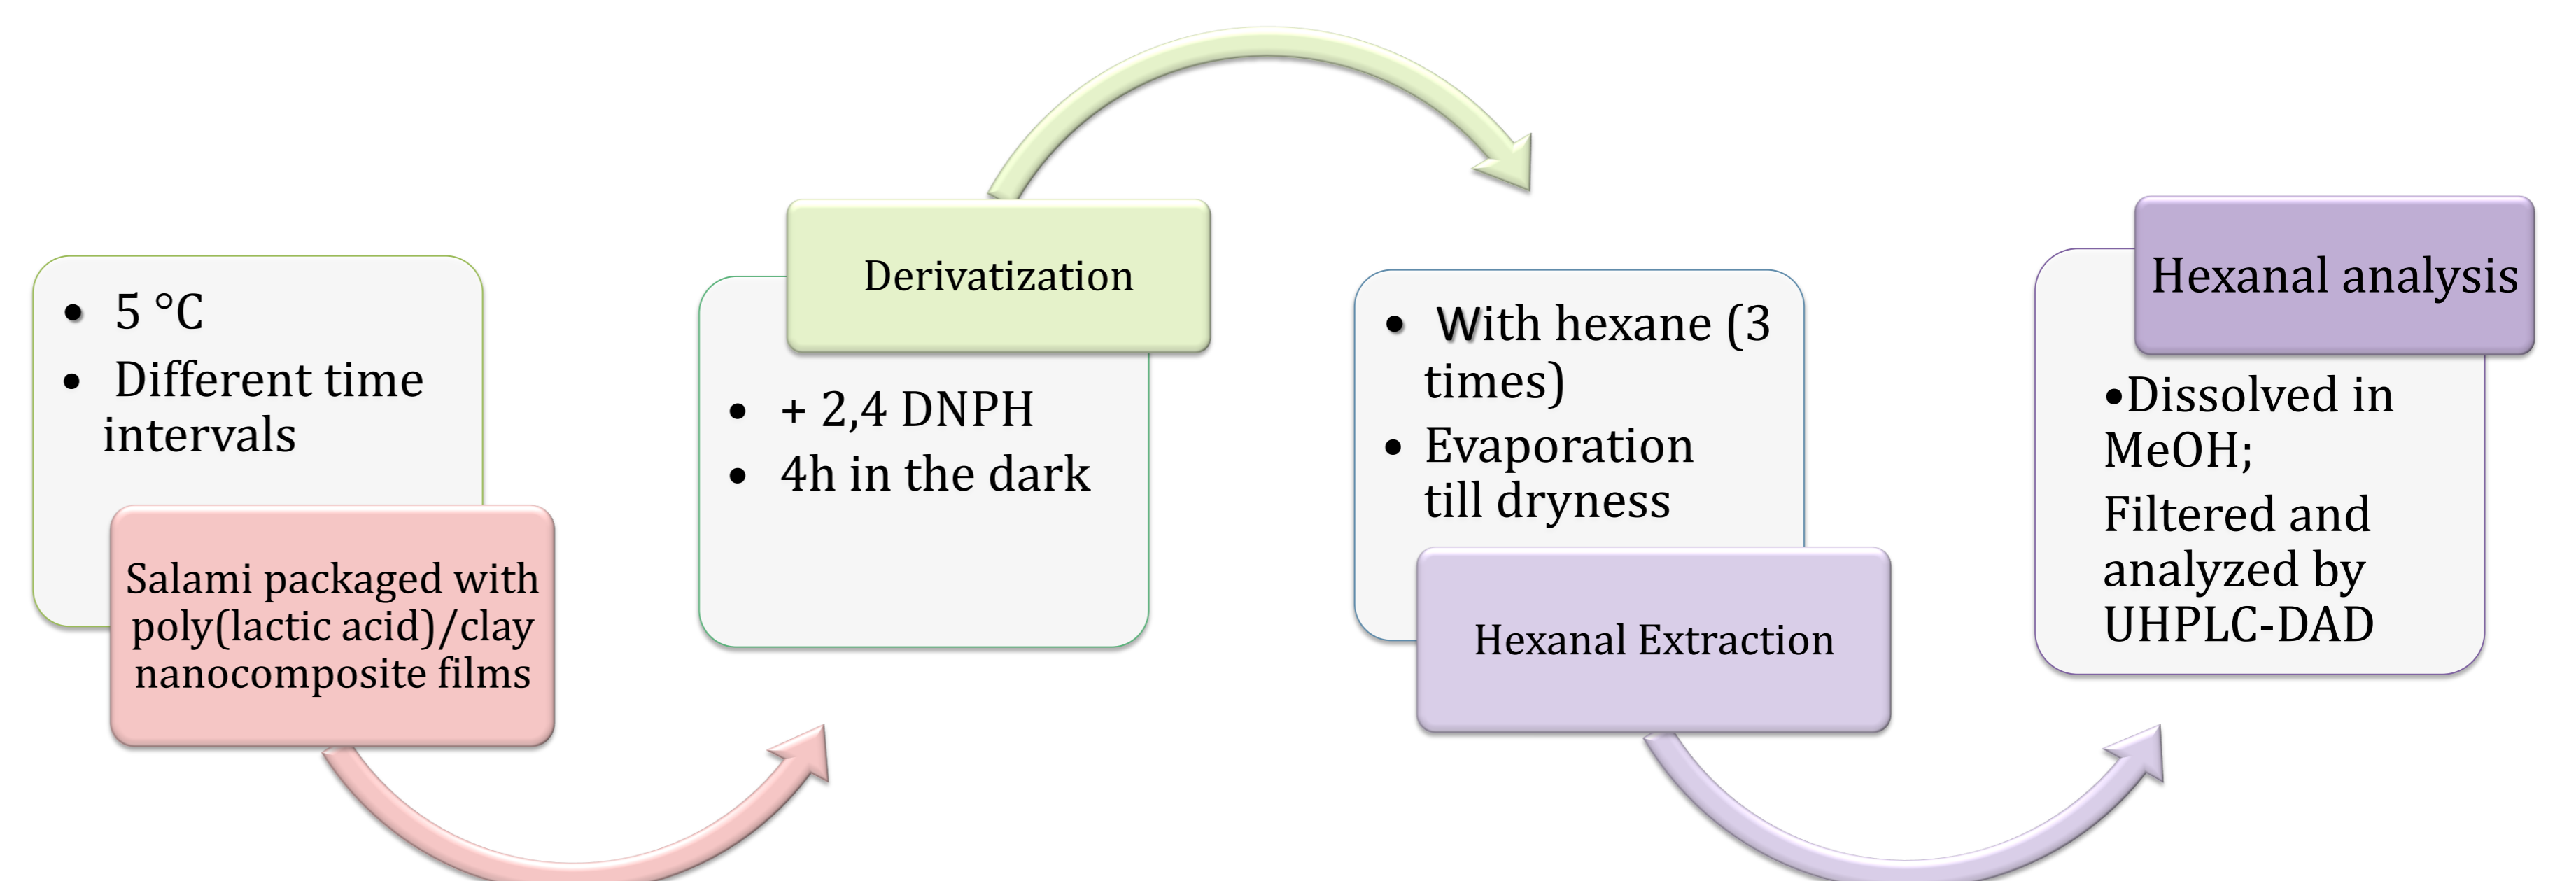 • 5 °C
• Different time
intervals
Salami packaged with
poly(lactic acid)/clay
nanocomposite films
Derivatization
• + 2,4 DNPH
• 4h in the dark
• With hexane (3
times)
• Evaporation
till dryness
Hexanal Extraction
Hexanal analysis
•Dissolved in
MeOH;
Filtered and
analyzed by
UHPLC-DAD